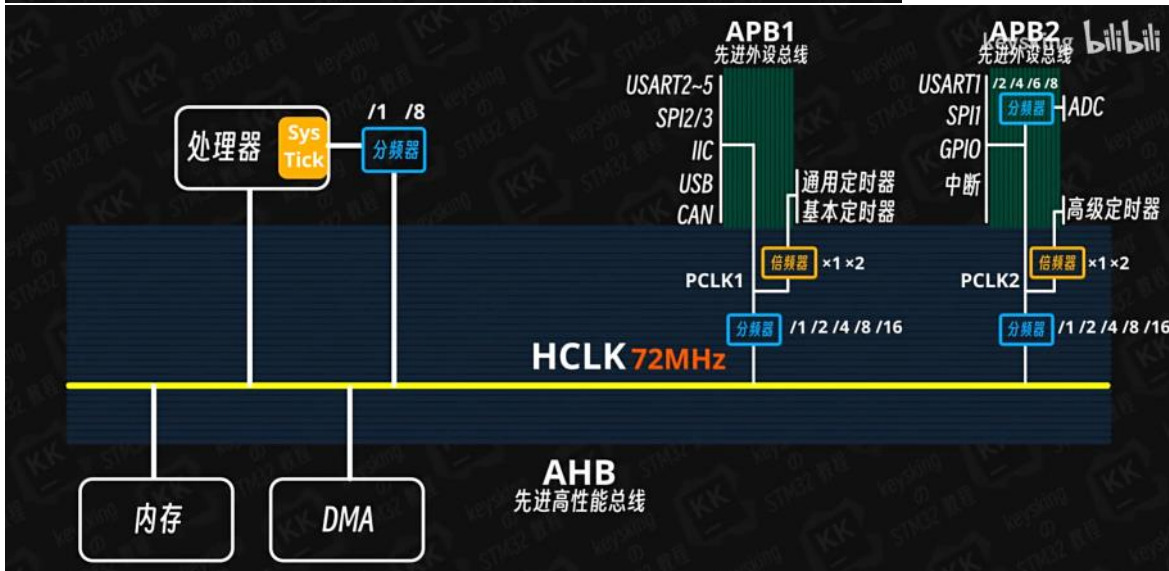 APB1
先进外设总线
USART2~5
SPI2/3
IIC
USB
CAN
通用定时器
基本定时器
倍频器 ×1 ×2
PCLK1
分频器 /1 /2 /4 /8 /16
APB2
先进外设总线
keysking bilibili
USART1
SPI1
GPIO
中断
/2 /4 /6 /8
分频器
ADC
高级定时器
倍频器 ×1 ×2
PCLK2
分频器 /1 /2 /4 /8 /16
/1 /8
处理器
Sys
Tick
分频器
HCLK 72MHz
AHB
先进高性能总线
内存
DMA